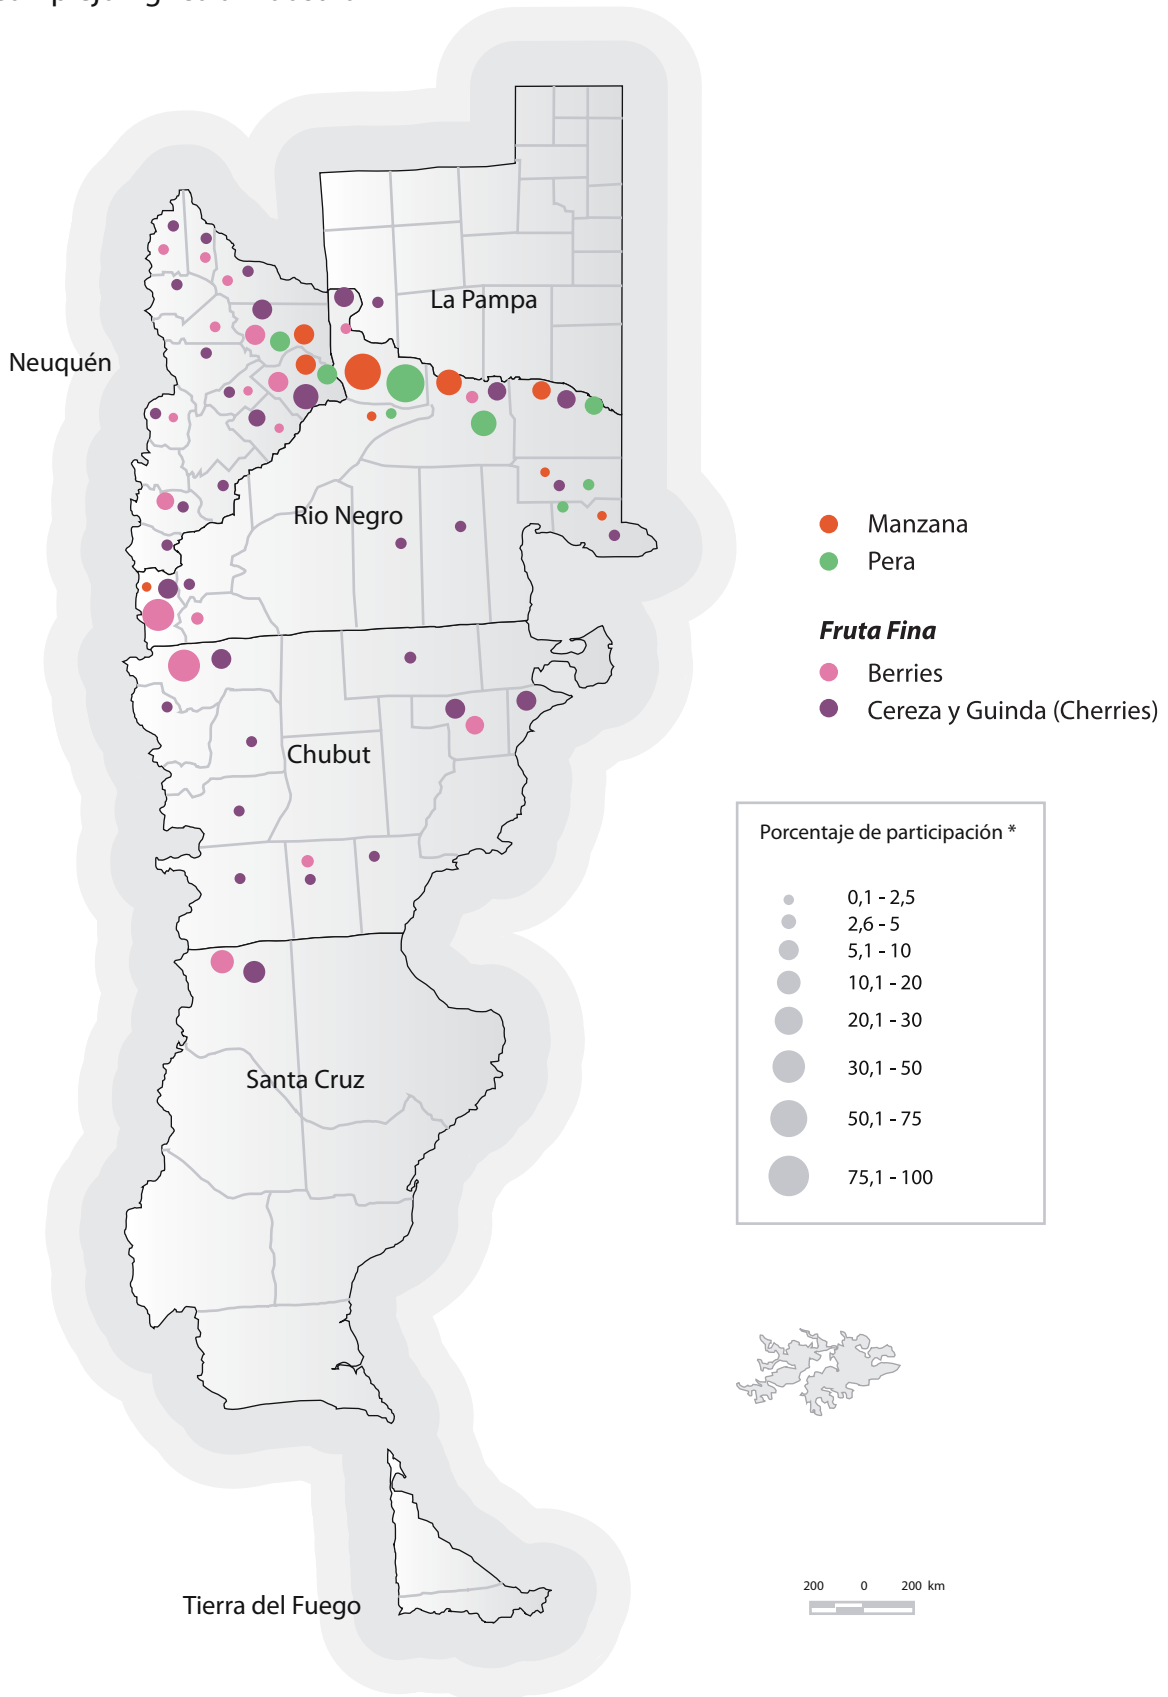 La Pampa
Neuquén
Rio Negro
Manzana
Pera
Fruta Fina
Berries
Cereza y Guinda (Cherries)
Chubut
Porcentaje de participación *
0,1 - 2,5
2,6 - 5
5,1 - 10
10,1 - 20
20,1 - 30
30,1 - 50
50,1 - 75
75,1 - 100
Santa Cruz
Tierra del Fuego
200 0 200 km